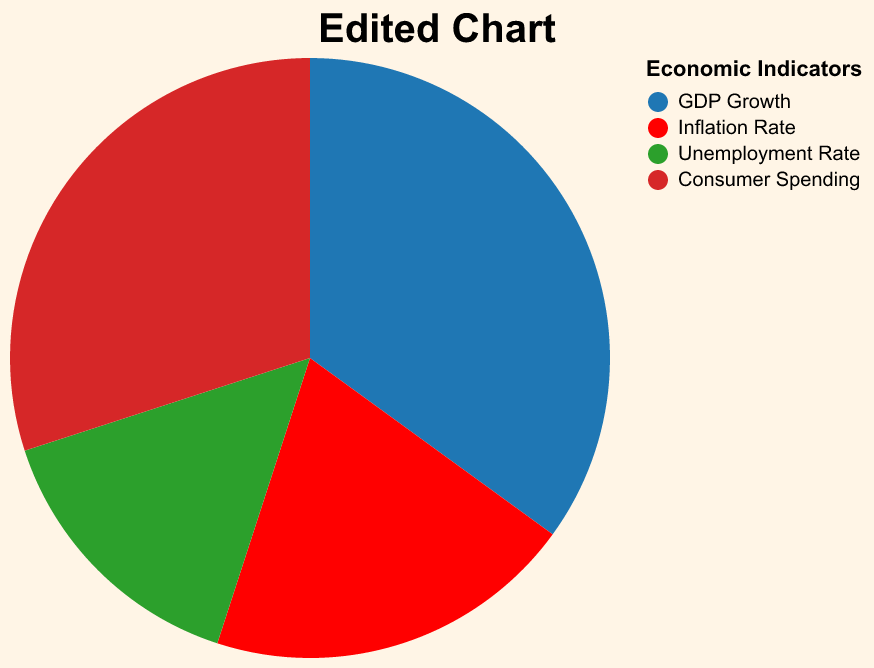 Edited Chart
Economic Indicators
GDP Growth
Inflation Rate
Unemployment Rate
Consumer Spending